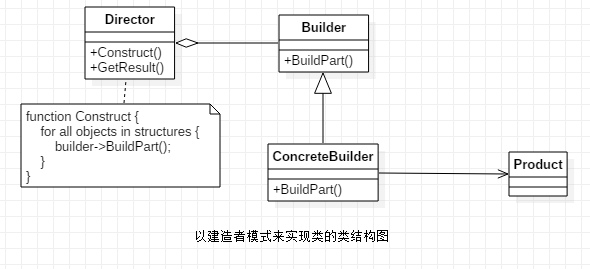 Director
+Construct()
+GetResult()
Builder
+BuildPart()
function Construct {
for all objects in structures {
builder->BuildPart();
}
}
ConcreteBuilder
+BuildPart()
Product
以建造者模式来实现类的类结构图